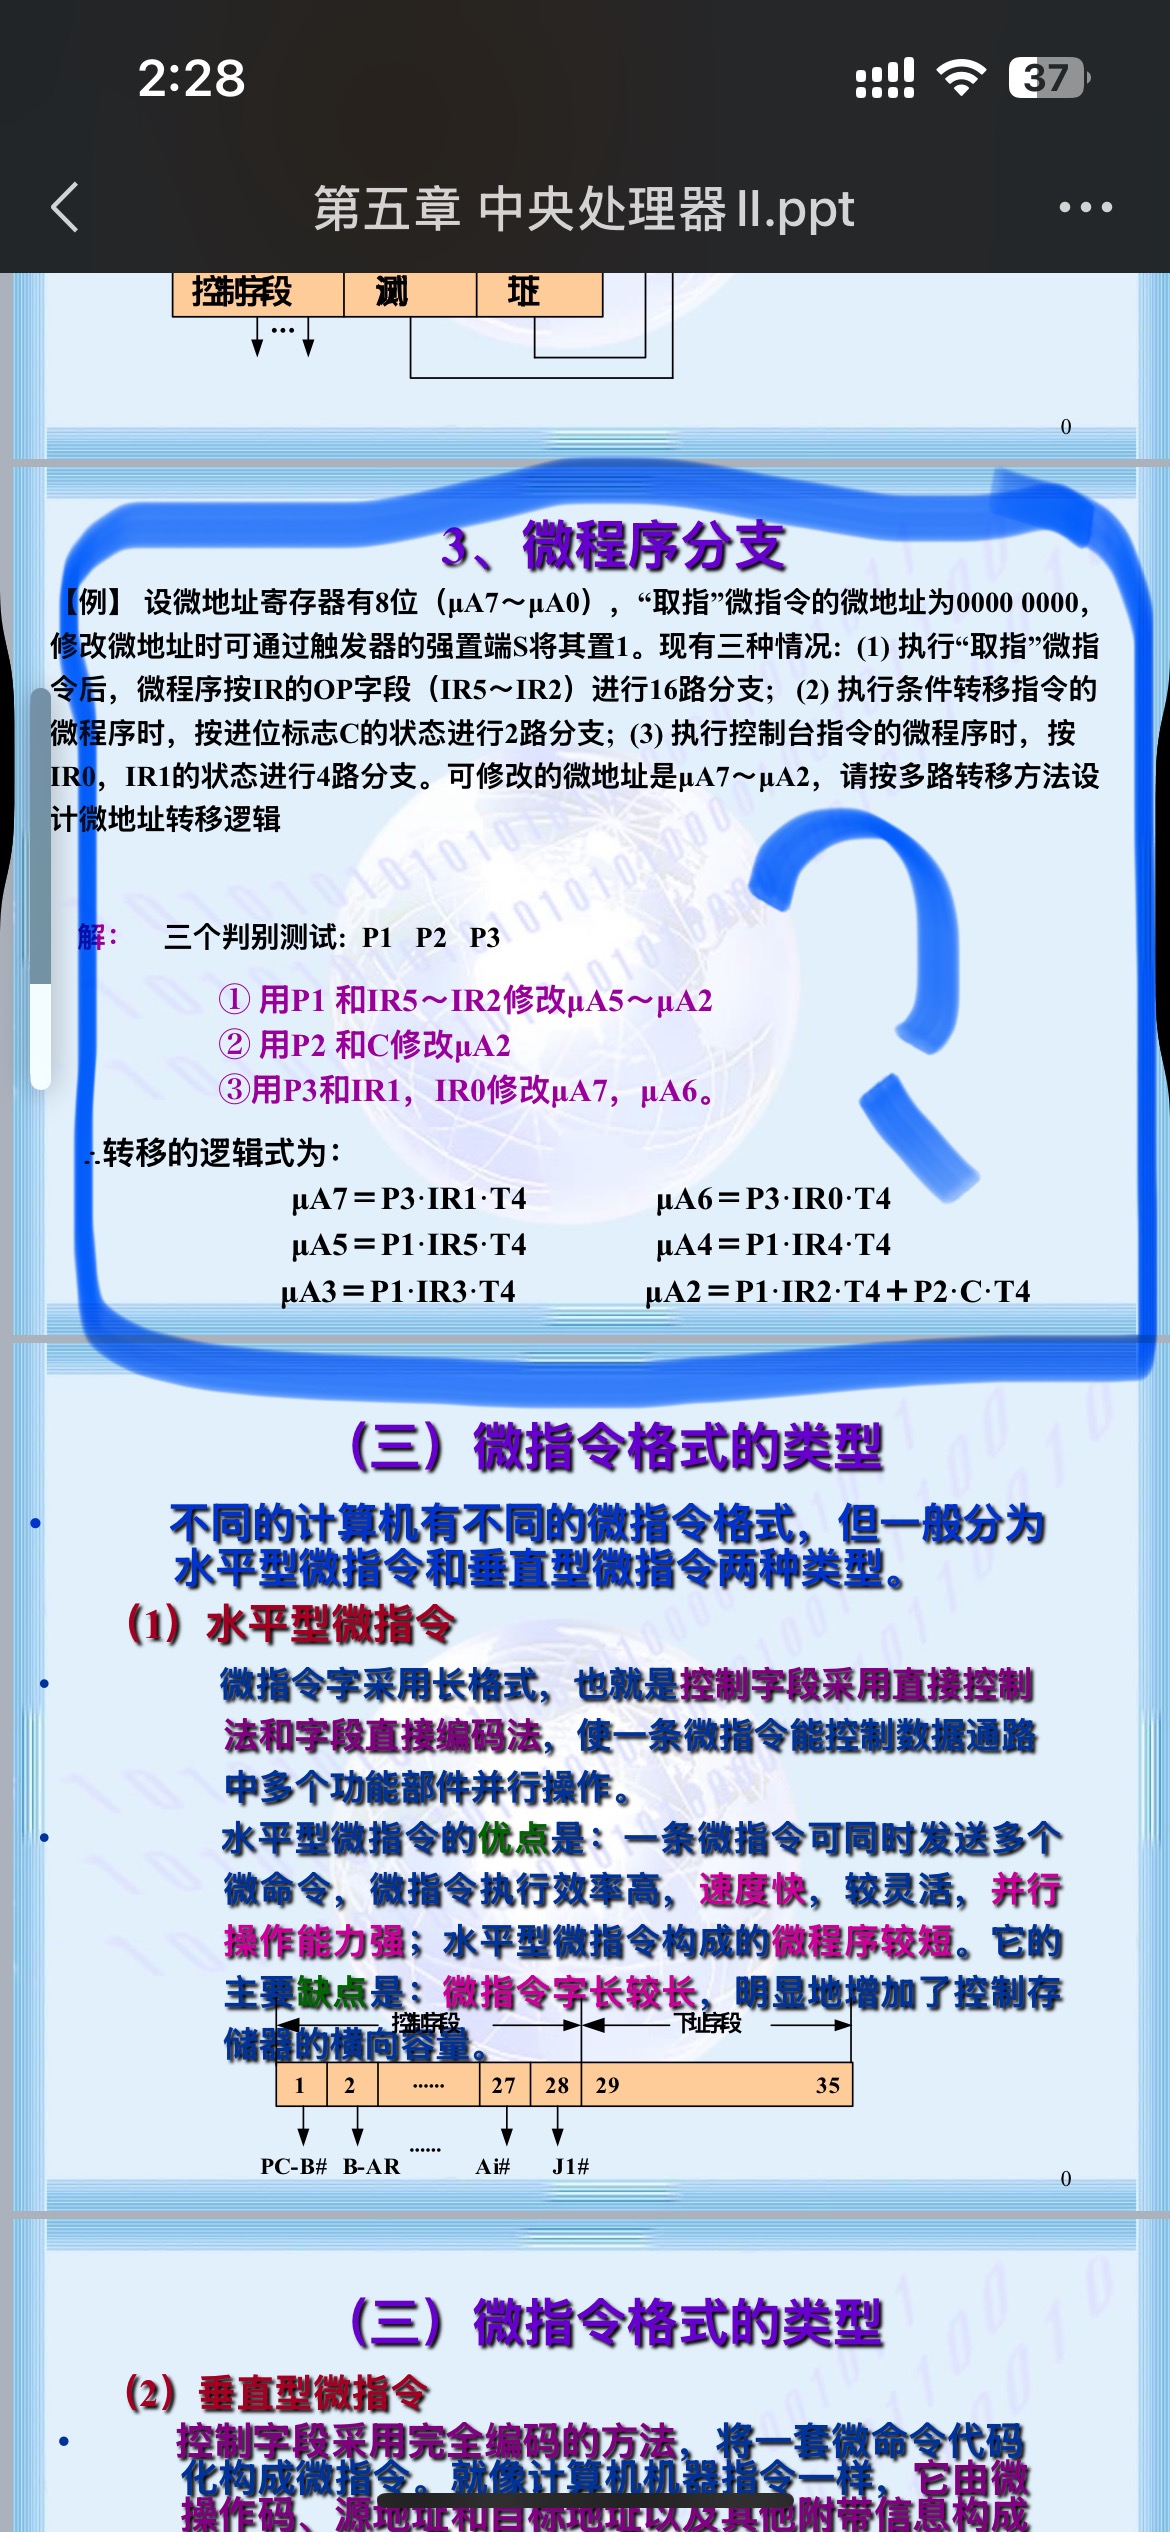 2:28
37
第五章 中央处理器II.ppt
控制字段 测试 下址
...
0
3、微程序分支
【例】 设微地址寄存器有8位（μA7～μA0），“取指”微指令的微地址为0000 0000，
修改微地址时可通过触发器的强置端S将其置1。现有三种情况：(1) 执行“取指”微指
令后，微程序按IR的OP字段（IR5～IR2）进行16路分支；(2) 执行条件转移指令的
微程序时，按进位标志C的状态进行2路分支；(3) 执行控制台指令的微程序时，按
IR0，IR1的状态进行4路分支。可修改的微地址是μA7～μA2，请按多路转移方法设
计微地址转移逻辑
?
解： 三个判别测试：P1 P2 P3
① 用P1 和IR5～IR2修改μA5～μA2
② 用P2 和C修改μA2
③用P3和IR1，IR0修改μA7，μA6。
∴转移的逻辑式为：
μA7＝P3·IR1·T4 μA6＝P3·IR0·T4
μA5＝P1·IR5·T4 μA4＝P1·IR4·T4
μA3＝P1·IR3·T4 μA2＝P1·IR2·T4＋P2·C·T4
（三）微指令格式的类型
• 不同的计算机有不同的微指令格式，但一般分为
水平型微指令和垂直型微指令两种类型。
（1）水平型微指令
• 微指令字采用长格式，也就是控制字段采用直接控制
法和字段直接编码法，使一条微指令能控制数据通路
中多个功能部件并行操作。
• 水平型微指令的优点是：一条微指令可同时发送多个
微命令，微指令执行效率高，速度快，较灵活，并行
操作能力强；水平型微指令构成的微程序较短。它的
主要缺点是：微指令字长较长，明显地增加了控制存
储器的横向容量。
控制字段 下址字段
1 2 ...... 27 28 29 35
PC-B# B-AR ...... Ai# J1#
0
（三）微指令格式的类型
（2）垂直型微指令
• 控制字段采用完全编码的方法，将一套微命令代码
化构成微指令。就像计算机机器指令一样，它由微
操作码、源地址和目标地址以及其他附带信息构成